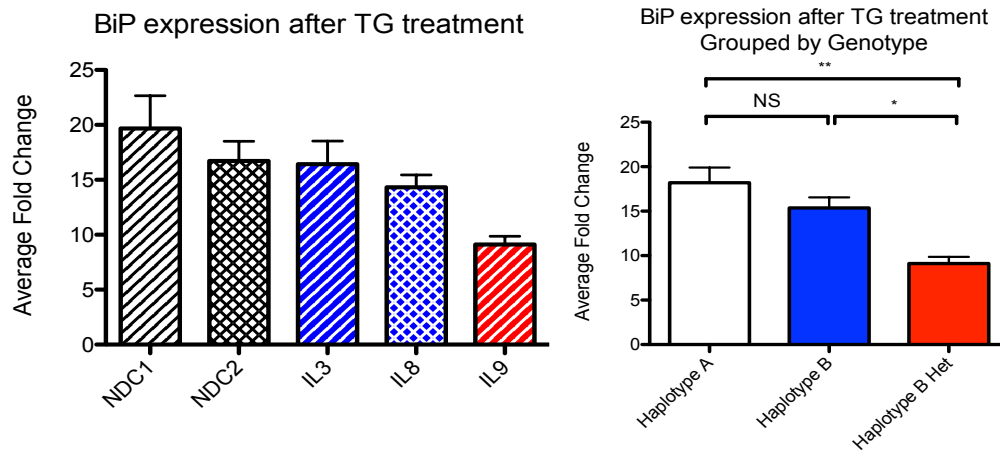 BiP expression after TG treatment
Average Fold Change
25
20
15
10
5
0
NDC1
NDC2
IL3
IL8
IL9
BiP expression after TG treatment
Grouped by Genotype
**
NS
*
Average Fold Change
25
20
15
10
5
0
Haplotype A
Haplotype B
Haplotype B Het